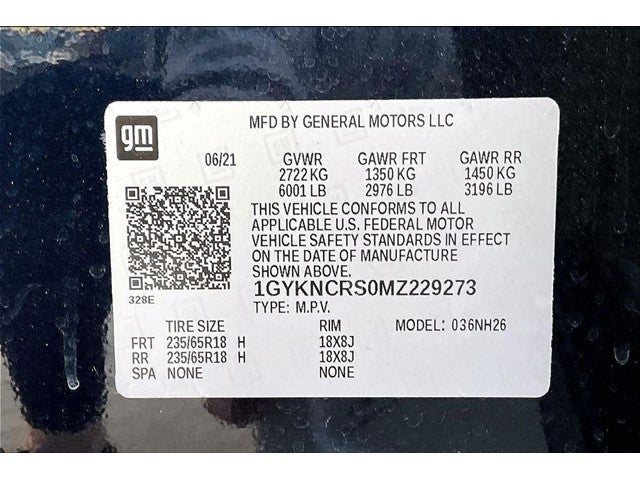 gm
MFD BY GENERAL MOTORS LLC
06/21 GVWR GAWR FRT GAWR RR
2722 KG 1350 KG 1450 KG
6001 LB 2976 LB 3196 LB
THIS VEHICLE CONFORMS TO ALL
APPLICABLE U.S. FEDERAL MOTOR
VEHICLE SAFETY STANDARDS IN EFFECT
ON THE DATE OF MANUFACTURE
SHOWN ABOVE.
328E
1GYKNCRS0MZ229273
TYPE: M.P.V.
TIRE SIZE RIM MODEL: 036NH26
FRT 235/65R18 H 18X8J
RR 235/65R18 H 18X8J
SPA NONE NONE